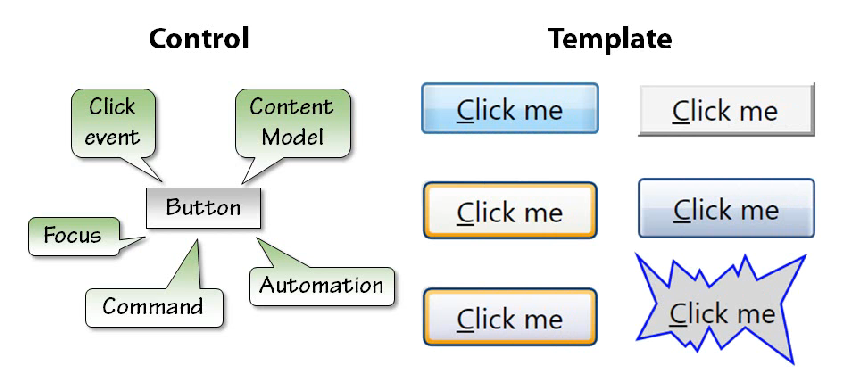 Control
Template
Click
event
Content
Model
Button
Focus
Command
Automation
Click me
Click me
Click me
Click me
Click me
Click me